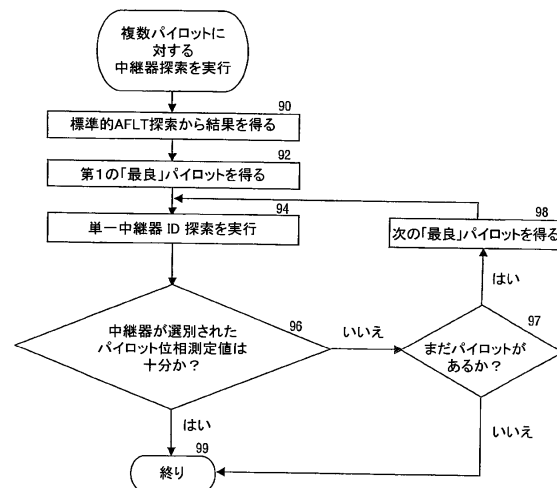 複数パイロットに
対する
中継器探索を実行
90
標準的AFLT探索から結果を得る
92
第1の「最良」パイロットを得る
94
単一中継器 ID 探索を実行
98
次の「最良」パイロットを得る
はい
96
中継器が選別された
パイロット位相測定値は
十分か？
いいえ
97
まだパイロットが
あるか？
はい
いいえ
99
終り